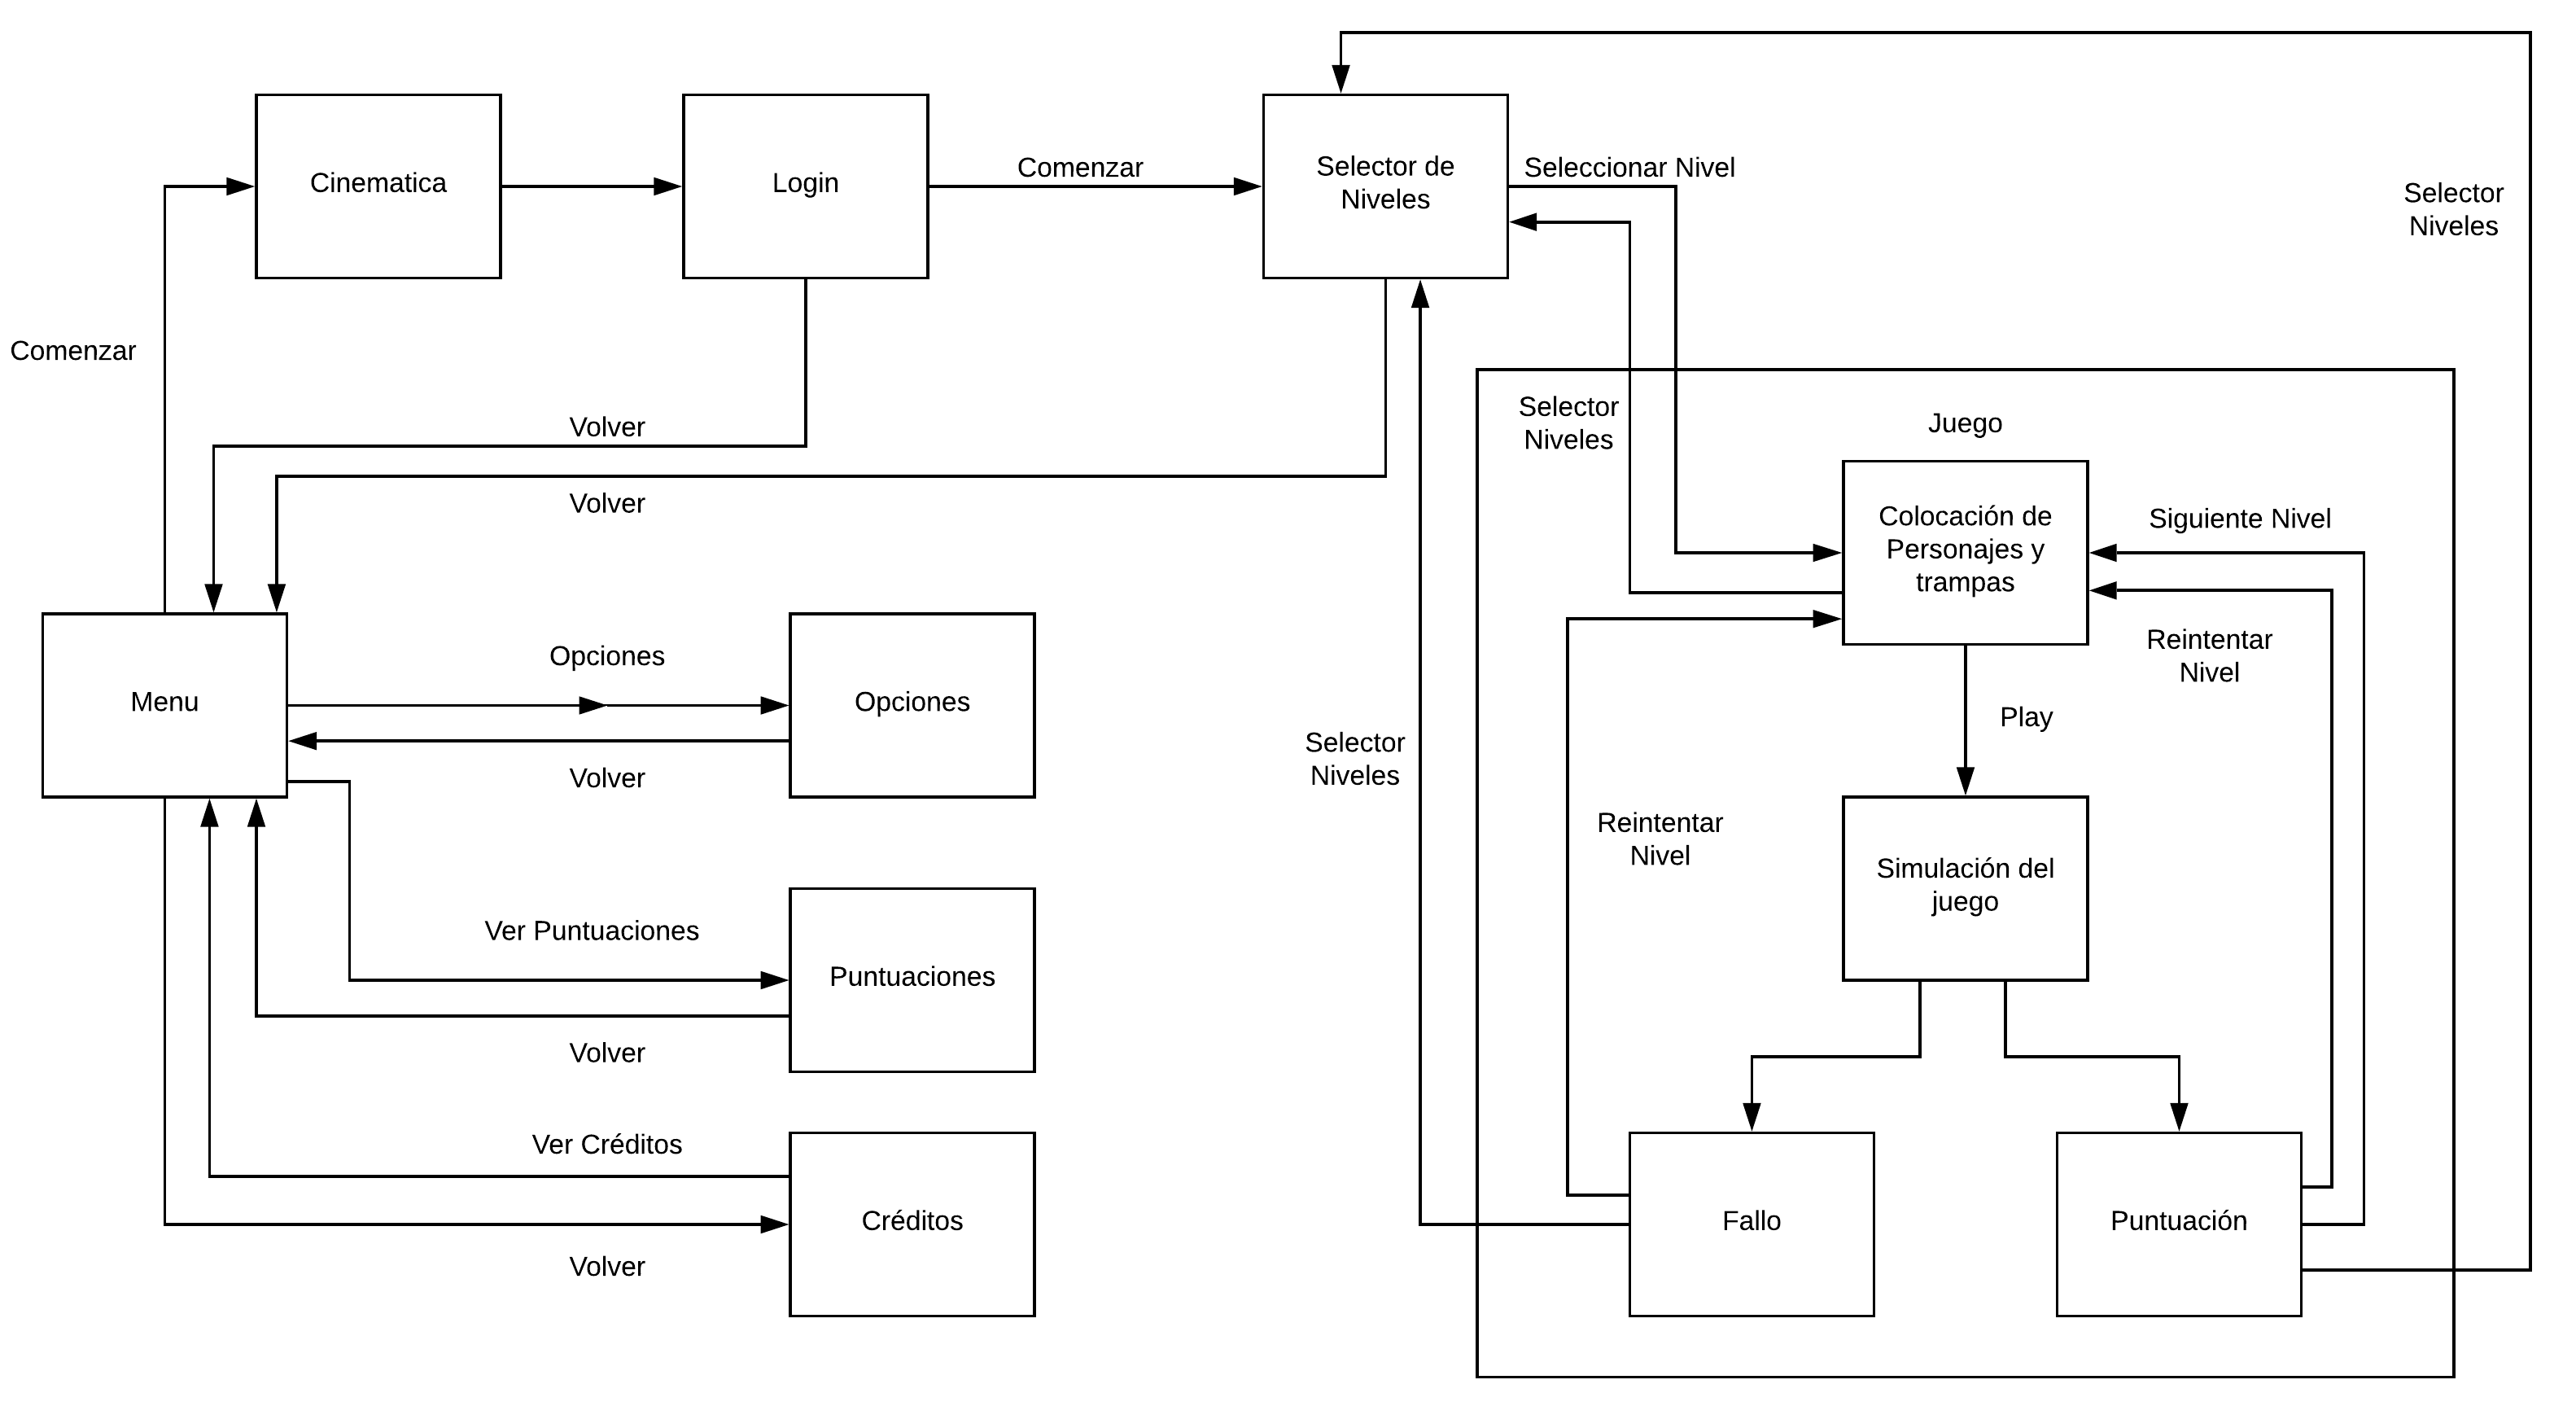 Cinematica
Login
Comenzar
Selector de
Niveles
Seleccionar Nivel
Selector
Niveles
Comenzar
Volver
Volver
Selector
Niveles
Juego
Colocación de
Personajes y
trampas
Siguiente Nivel
Reintentar
Nivel
Menu
Opciones
Opciones
Volver
Play
Selector
Niveles
Reintentar
Nivel
Simulación del
juego
Ver Puntuaciones
Puntuaciones
Volver
Ver Créditos
Créditos
Volver
Fallo
Puntuación